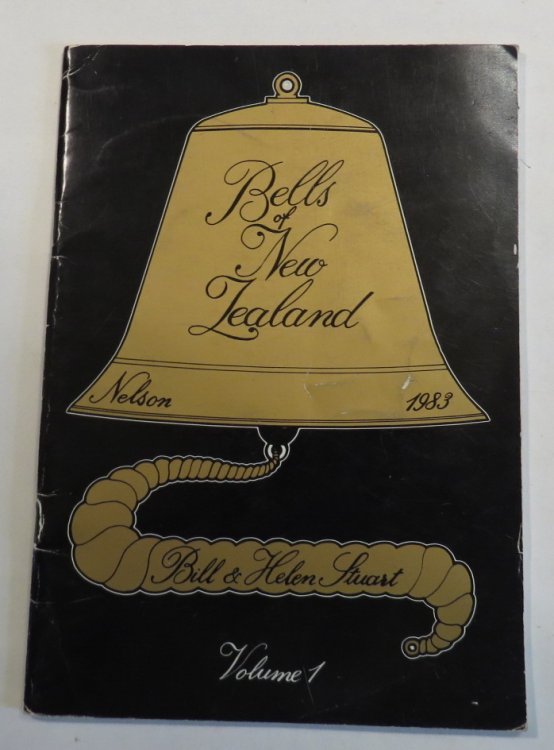 Bells
of
New
Zealand
Nelson 1983
Bill & Helen Stuart
Volume 1